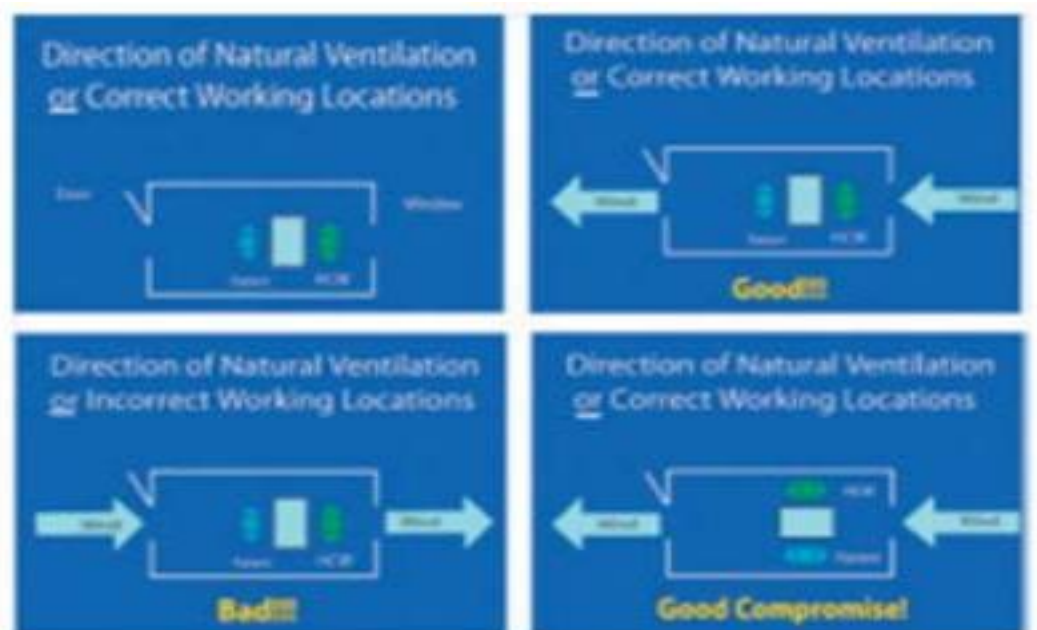 Direction of Natural Ventilation
or Correct Working Locations
Door
Window
Patient
HCW
Direction of Natural Ventilation
or Correct Working Locations
Wind
Wind
Patient
HCW
Good!!!
Direction of Natural Ventilation
or Incorrect Working Locations
Wind
Wind
Patient
HCW
Bad!!!
Direction of Natural Ventilation
or Correct Working Locations
HCW
Wind
Wind
Patient
Good Compromise!